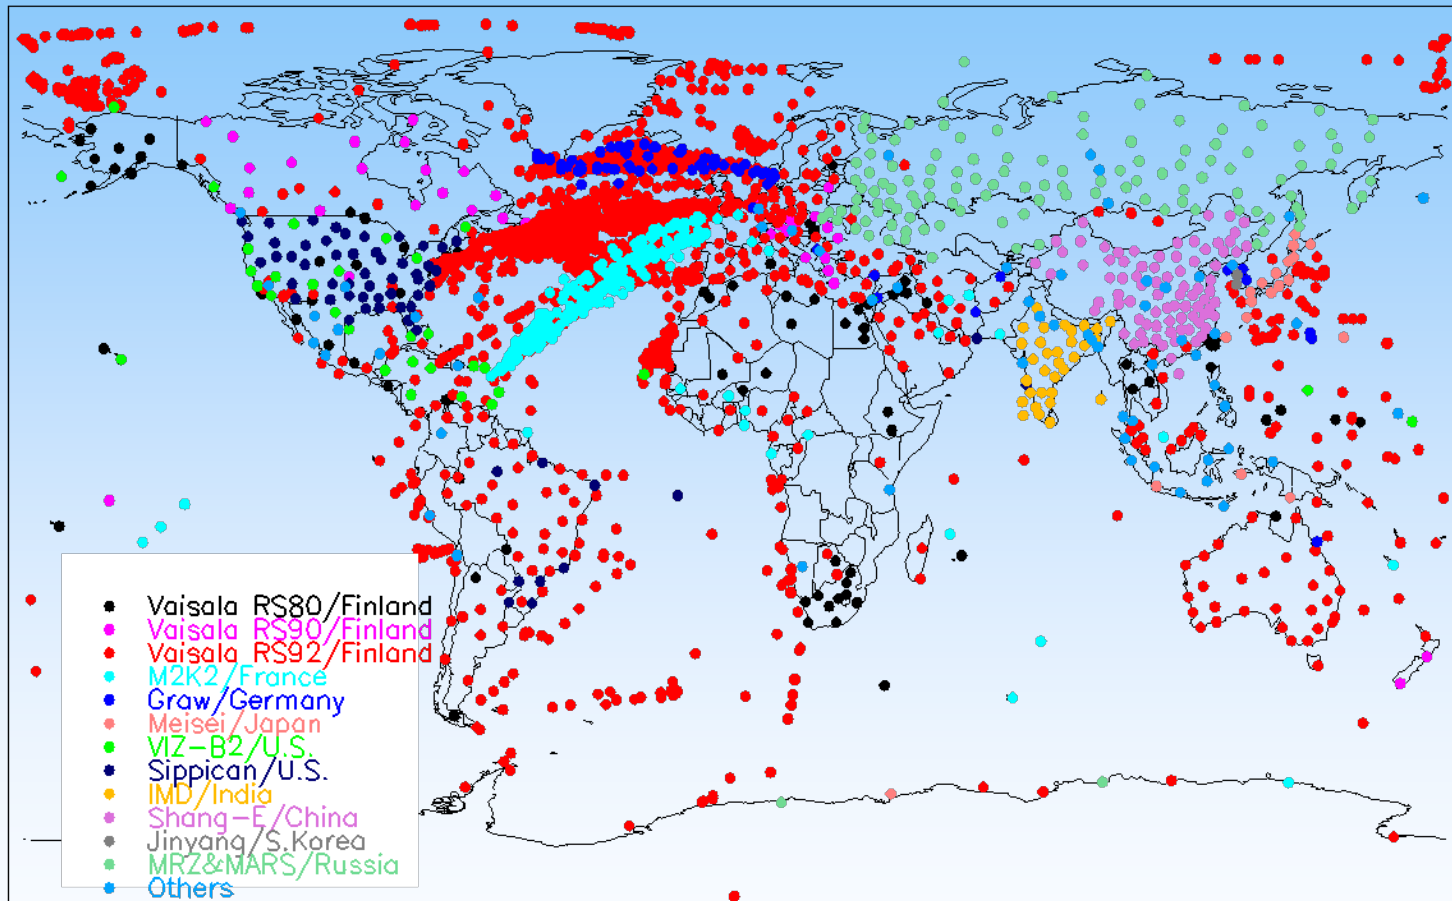 Vaisala RS80/Finland
Vaisala RS90/Finland
Vaisala RS92/Finland
M2K2/France
Graw/Germany
Meisei/Japan
VIZ-B2/U.S.
Sippican/U.S.
IMD/India
Shang-E/China
Jinyang/S.Korea
MRZ&MARS/Russia
Others